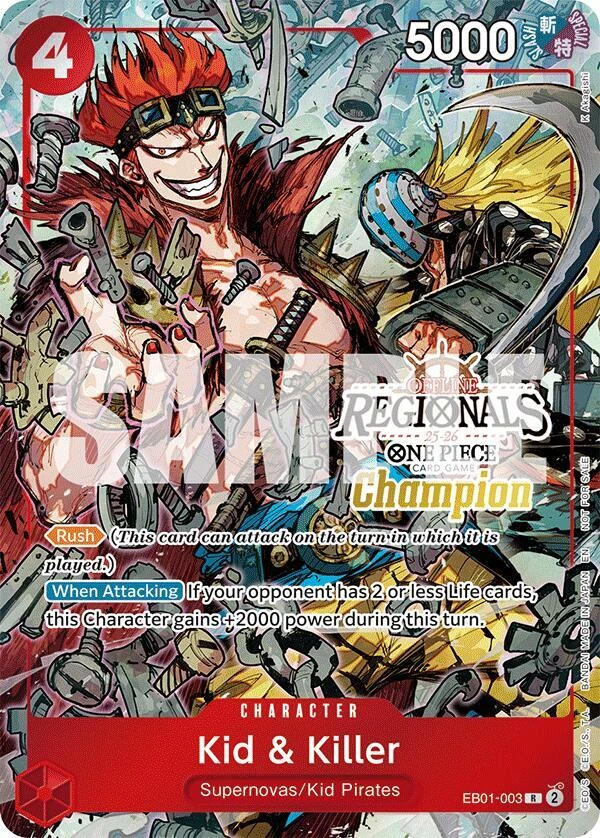 4
5000
斬 特
SLASH SPECIAL
K Akagishi
SAMPLE
OFFLINE
REGIONALS
25-26
ONE PIECE
CARD GAME
Champion
Rush (This card can attack on the turn in which it is
played.)
When Attacking If your opponent has 2 or less Life cards,
this Character gains +2000 power during this turn.
BANDAI MADE IN JAPAN EN NOT FOR SALE
CHARACTER
Kid & Killer
Supernovas/Kid Pirates
EB01-003 R 2